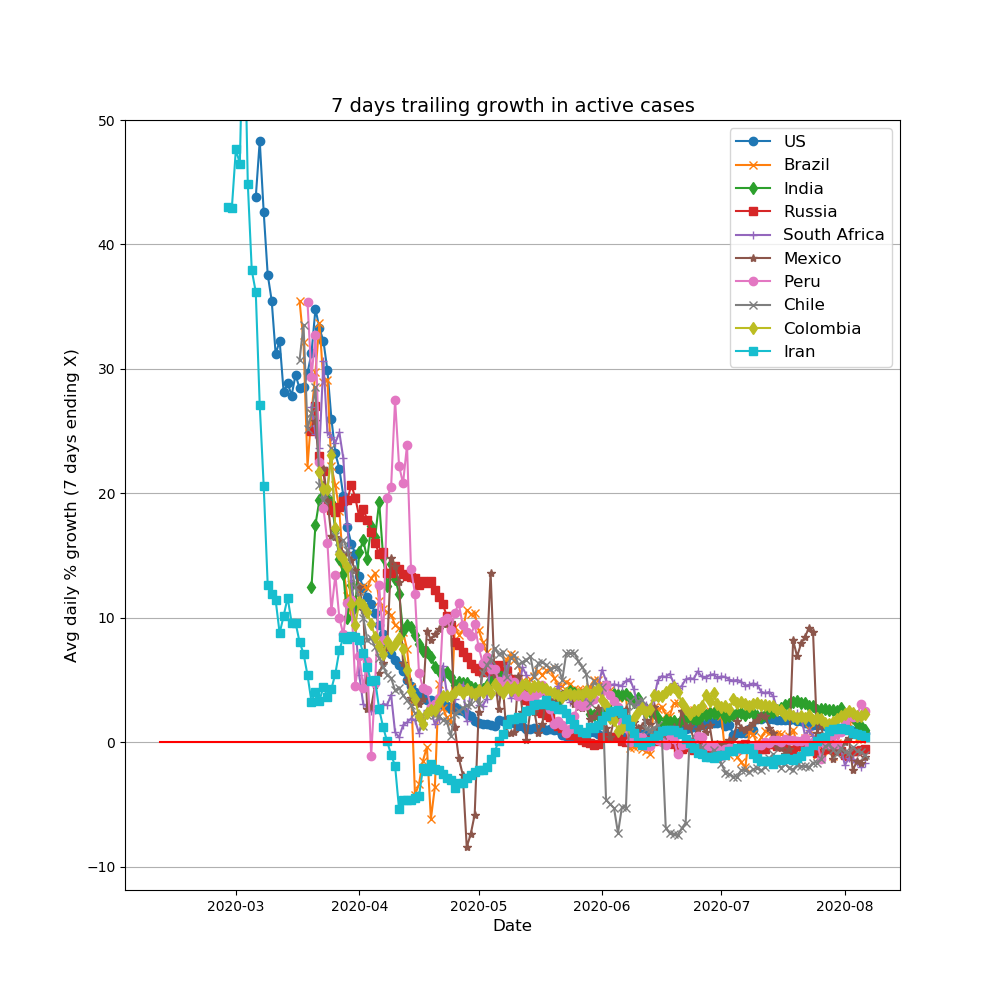 7 days trailing growth in active cases
Avg daily % growth (7 days ending X)
50
40
30
20
10
0
−10
US
Brazil
India
Russia
South Africa
Mexico
Peru
Chile
Colombia
Iran
2020-03 2020-04 2020-05 2020-06 2020-07 2020-08
Date